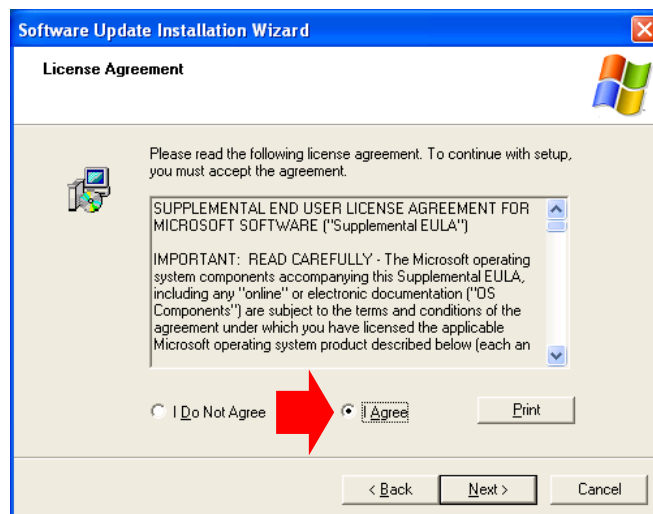 Software Update Installation Wizard
License Agreement
Please read the following license agreement. To continue with setup,
you must accept the agreement.
SUPPLEMENTAL END USER LICENSE AGREEMENT FOR
MICROSOFT SOFTWARE ("Supplemental EULA")
IMPORTANT: READ CAREFULLY - The Microsoft operating
system components accompanying this Supplemental EULA,
including any "online" or electronic documentation ("OS
Components") are subject to the terms and conditions of the
agreement under which you have licensed the applicable
Microsoft operating system product described below (each an
I Do Not Agree I Agree Print
< Back Next > Cancel